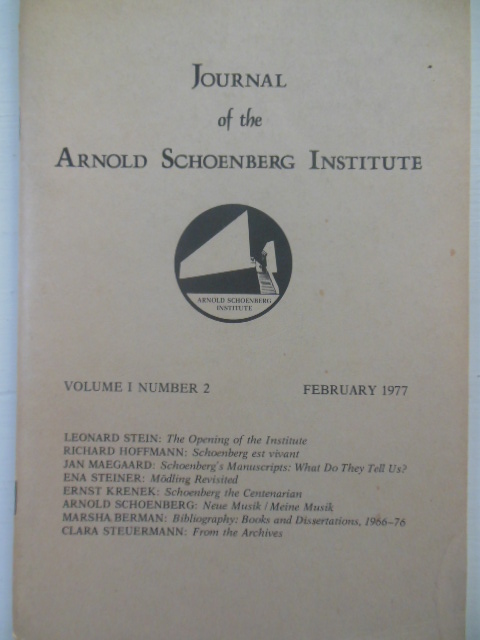 JOURNAL
of the
ARNOLD SCHOENBERG INSTITUTE
ARNOLD SCHOENBERG
INSTITUTE
VOLUME I NUMBER 2
FEBRUARY 1977
LEONARD STEIN: The Opening of the Institute
RICHARD HOFFMANN: Schoenberg est vivant
JAN MAEGAARD: Schoenberg's Manuscripts: What Do They Tell Us?
ENA STEINER: Mödling Revisited
ERNST KRENEK: Schoenberg the Centenarian
ARNOLD SCHOENBERG: Neue Musik / Meine Musik
MARSHA BERMAN: Bibliography: Books and Dissertations, 1966-76
CLARA STEUERMANN: From the Archives